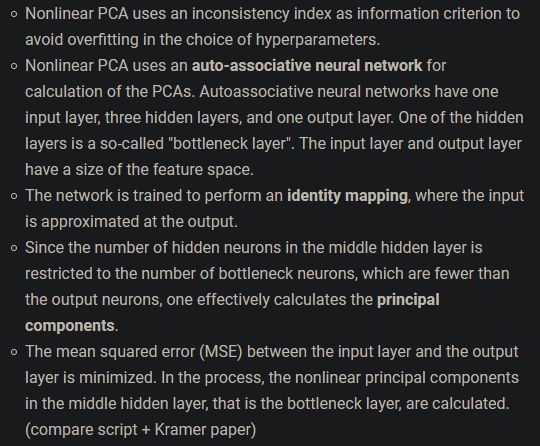 Nonlinear PCA uses an inconsistency index as information criterion to
avoid overfitting in the choice of hyperparameters.
Nonlinear PCA uses an auto-associative neural network for
calculation of the PCAs. Autoassociative neural networks have one
input layer, three hidden layers, and one output layer. One of the hidden
layers is a so-called "bottleneck layer". The input layer and output layer
have a size of the feature space.
The network is trained to perform an identity mapping, where the input
is approximated at the output.
Since the number of hidden neurons in the middle hidden layer is
restricted to the number of bottleneck neurons, which are fewer than
the output neurons, one effectively calculates the principal
components.
The mean squared error (MSE) between the input layer and the output
layer is minimized. In the process, the nonlinear principal components
in the middle hidden layer, that is the bottleneck layer, are calculated.
(compare script + Kramer paper)